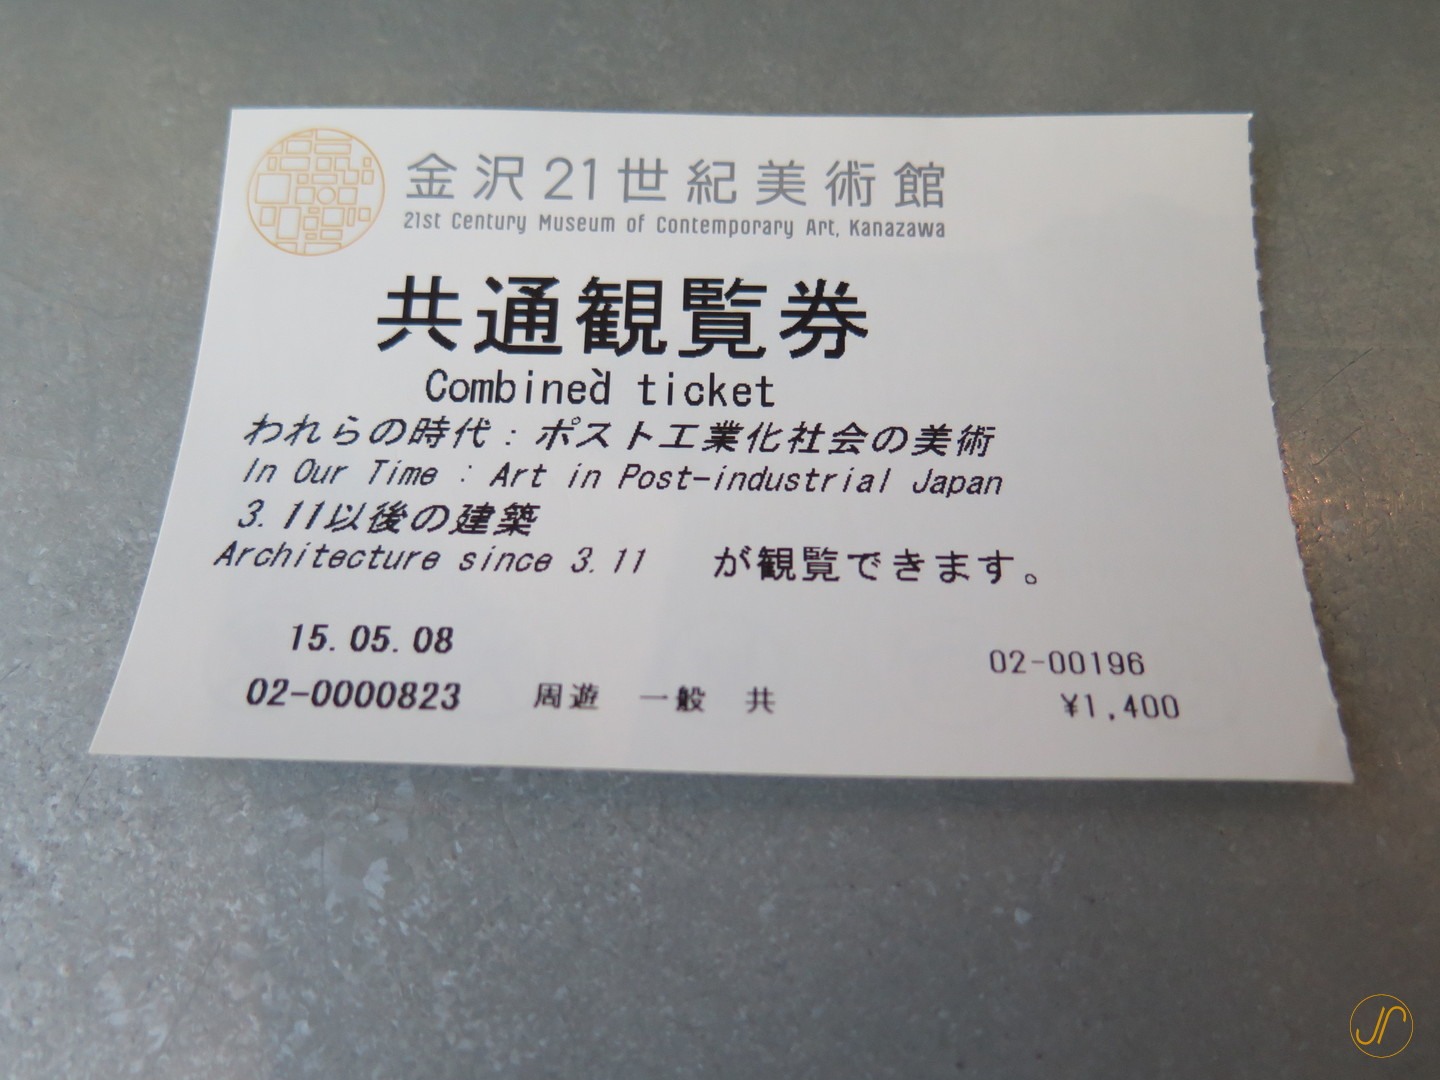 金沢21世紀美術館
21st Century Museum of Contemporary Art, Kanazawa
共通観覧券
Combined ticket
われらの時代：ポスト工業化社会の美術
In Our Time : Art in Post-industrial Japan
3.11以後の建築
Architecture since 3.11 が観覧できます。
15.05.08
02-00196
02-0000823 周遊 一般 共
¥1,400